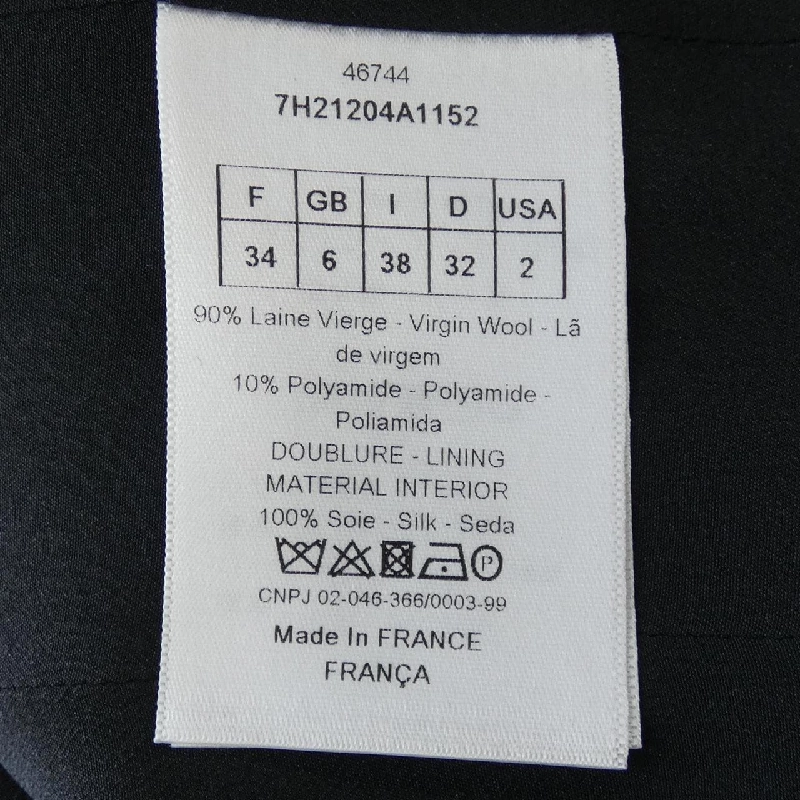 46744
7H21204A1152
F GB I D USA
34 6 38 32 2
90% Laine Vierge - Virgin Wool - Lã
de virgem
10% Polyamide - Polyamide -
Poliamida
DOUBLURE - LINING
MATERIAL INTERIOR
100% Soie - Silk - Seda
P
CNPJ 02-046-366/0003-99
Made In FRANCE
FRANÇA